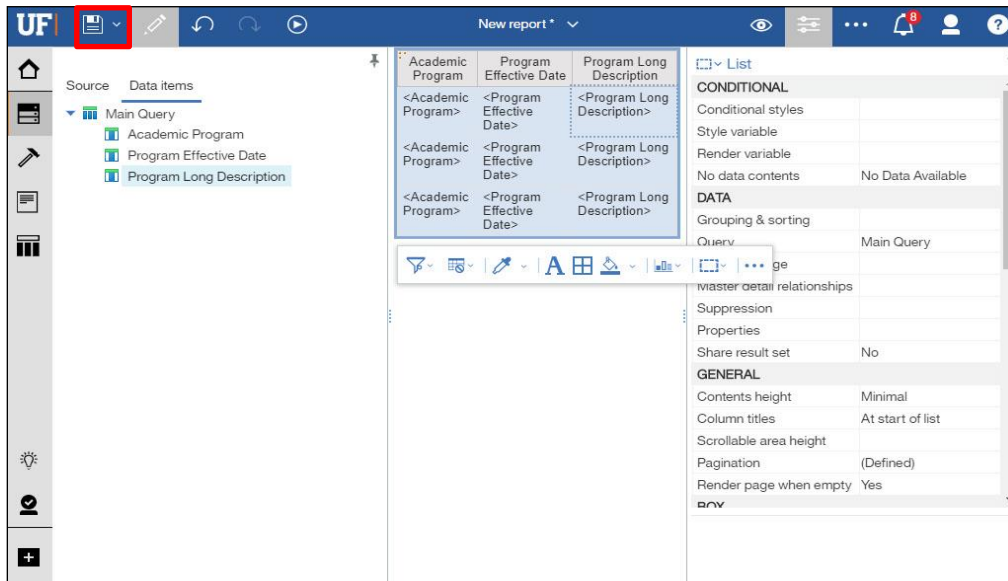 UF
New report *
8
?
Source Data items
Main Query
Academic Program
Program Effective Date
Program Long Description
Academic Program
Program Effective Date
Program Long Description
<Academic Program>
<Program Effective Date>
<Program Long Description>
<Academic Program>
<Program Effective Date>
<Program Long Description>
<Academic Program>
<Program Effective Date>
<Program Long Description>
A
List
CONDITIONAL
Conditional styles
Style variable
Render variable
No data contents No Data Available
DATA
Grouping & sorting
Query Main Query
ge
Master detail relationships
Suppression
Properties
Share result set No
GENERAL
Contents height Minimal
Column titles At start of list
Scrollable area height
Pagination (Defined)
Render page when empty Yes
BOX